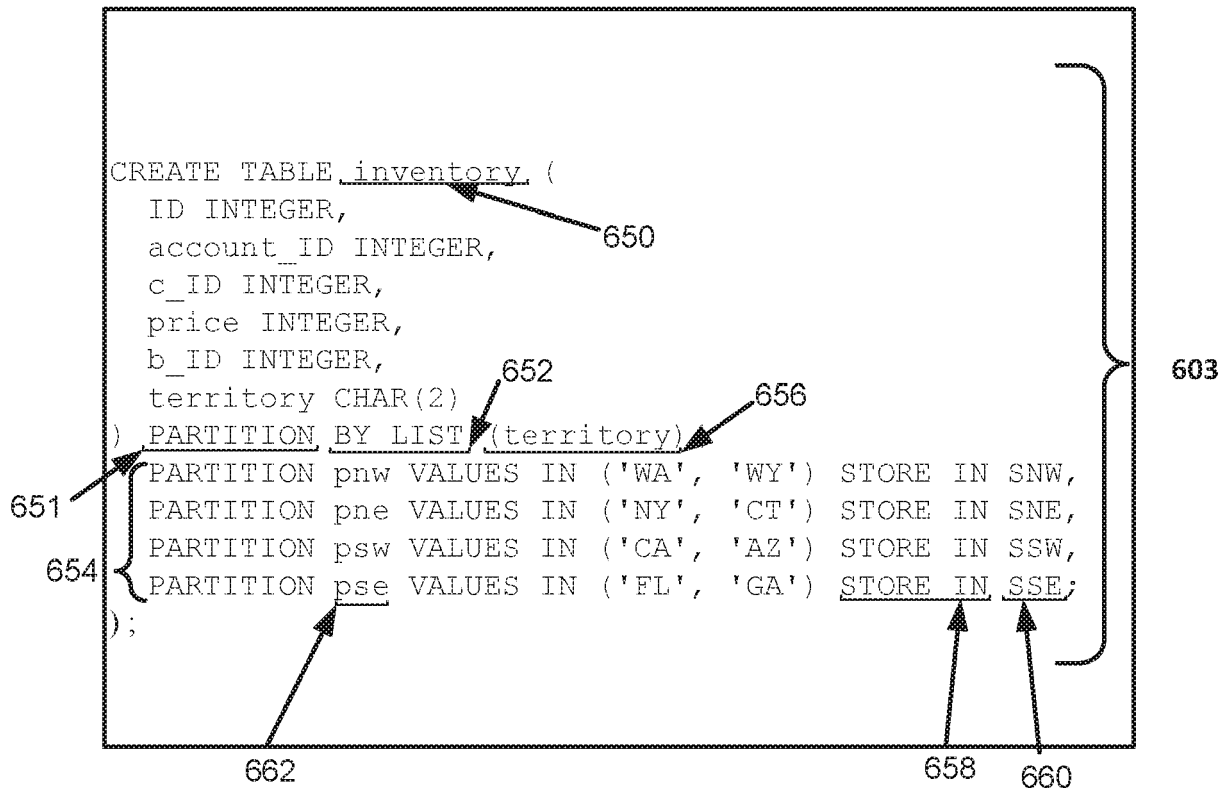 CREATE TABLE inventory (
ID INTEGER,
650
account_ID INTEGER,
c_ID INTEGER,
price INTEGER,
b_ID INTEGER,
652
603
territory CHAR(2)
656
) PARTITION BY LIST (territory)
PARTITION pnw VALUES IN ('WA', 'WY') STORE IN SNW,
651
PARTITION pne VALUES IN ('NY', 'CT') STORE IN SNE,
PARTITION psw VALUES IN ('CA', 'AZ') STORE IN SSW,
654
PARTITION pse VALUES IN ('FL', 'GA') STORE IN SSE;
);
662
658
660